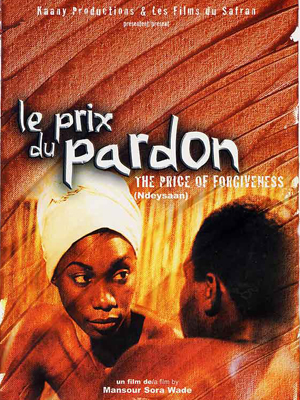 Kaany Productions & Les Films du Safran
présentent/present
le prix
du pardon
THE PRICE OF FORGIVENESS
(Ndeysaan)
un film de/a film by
Mansour Sora Wade